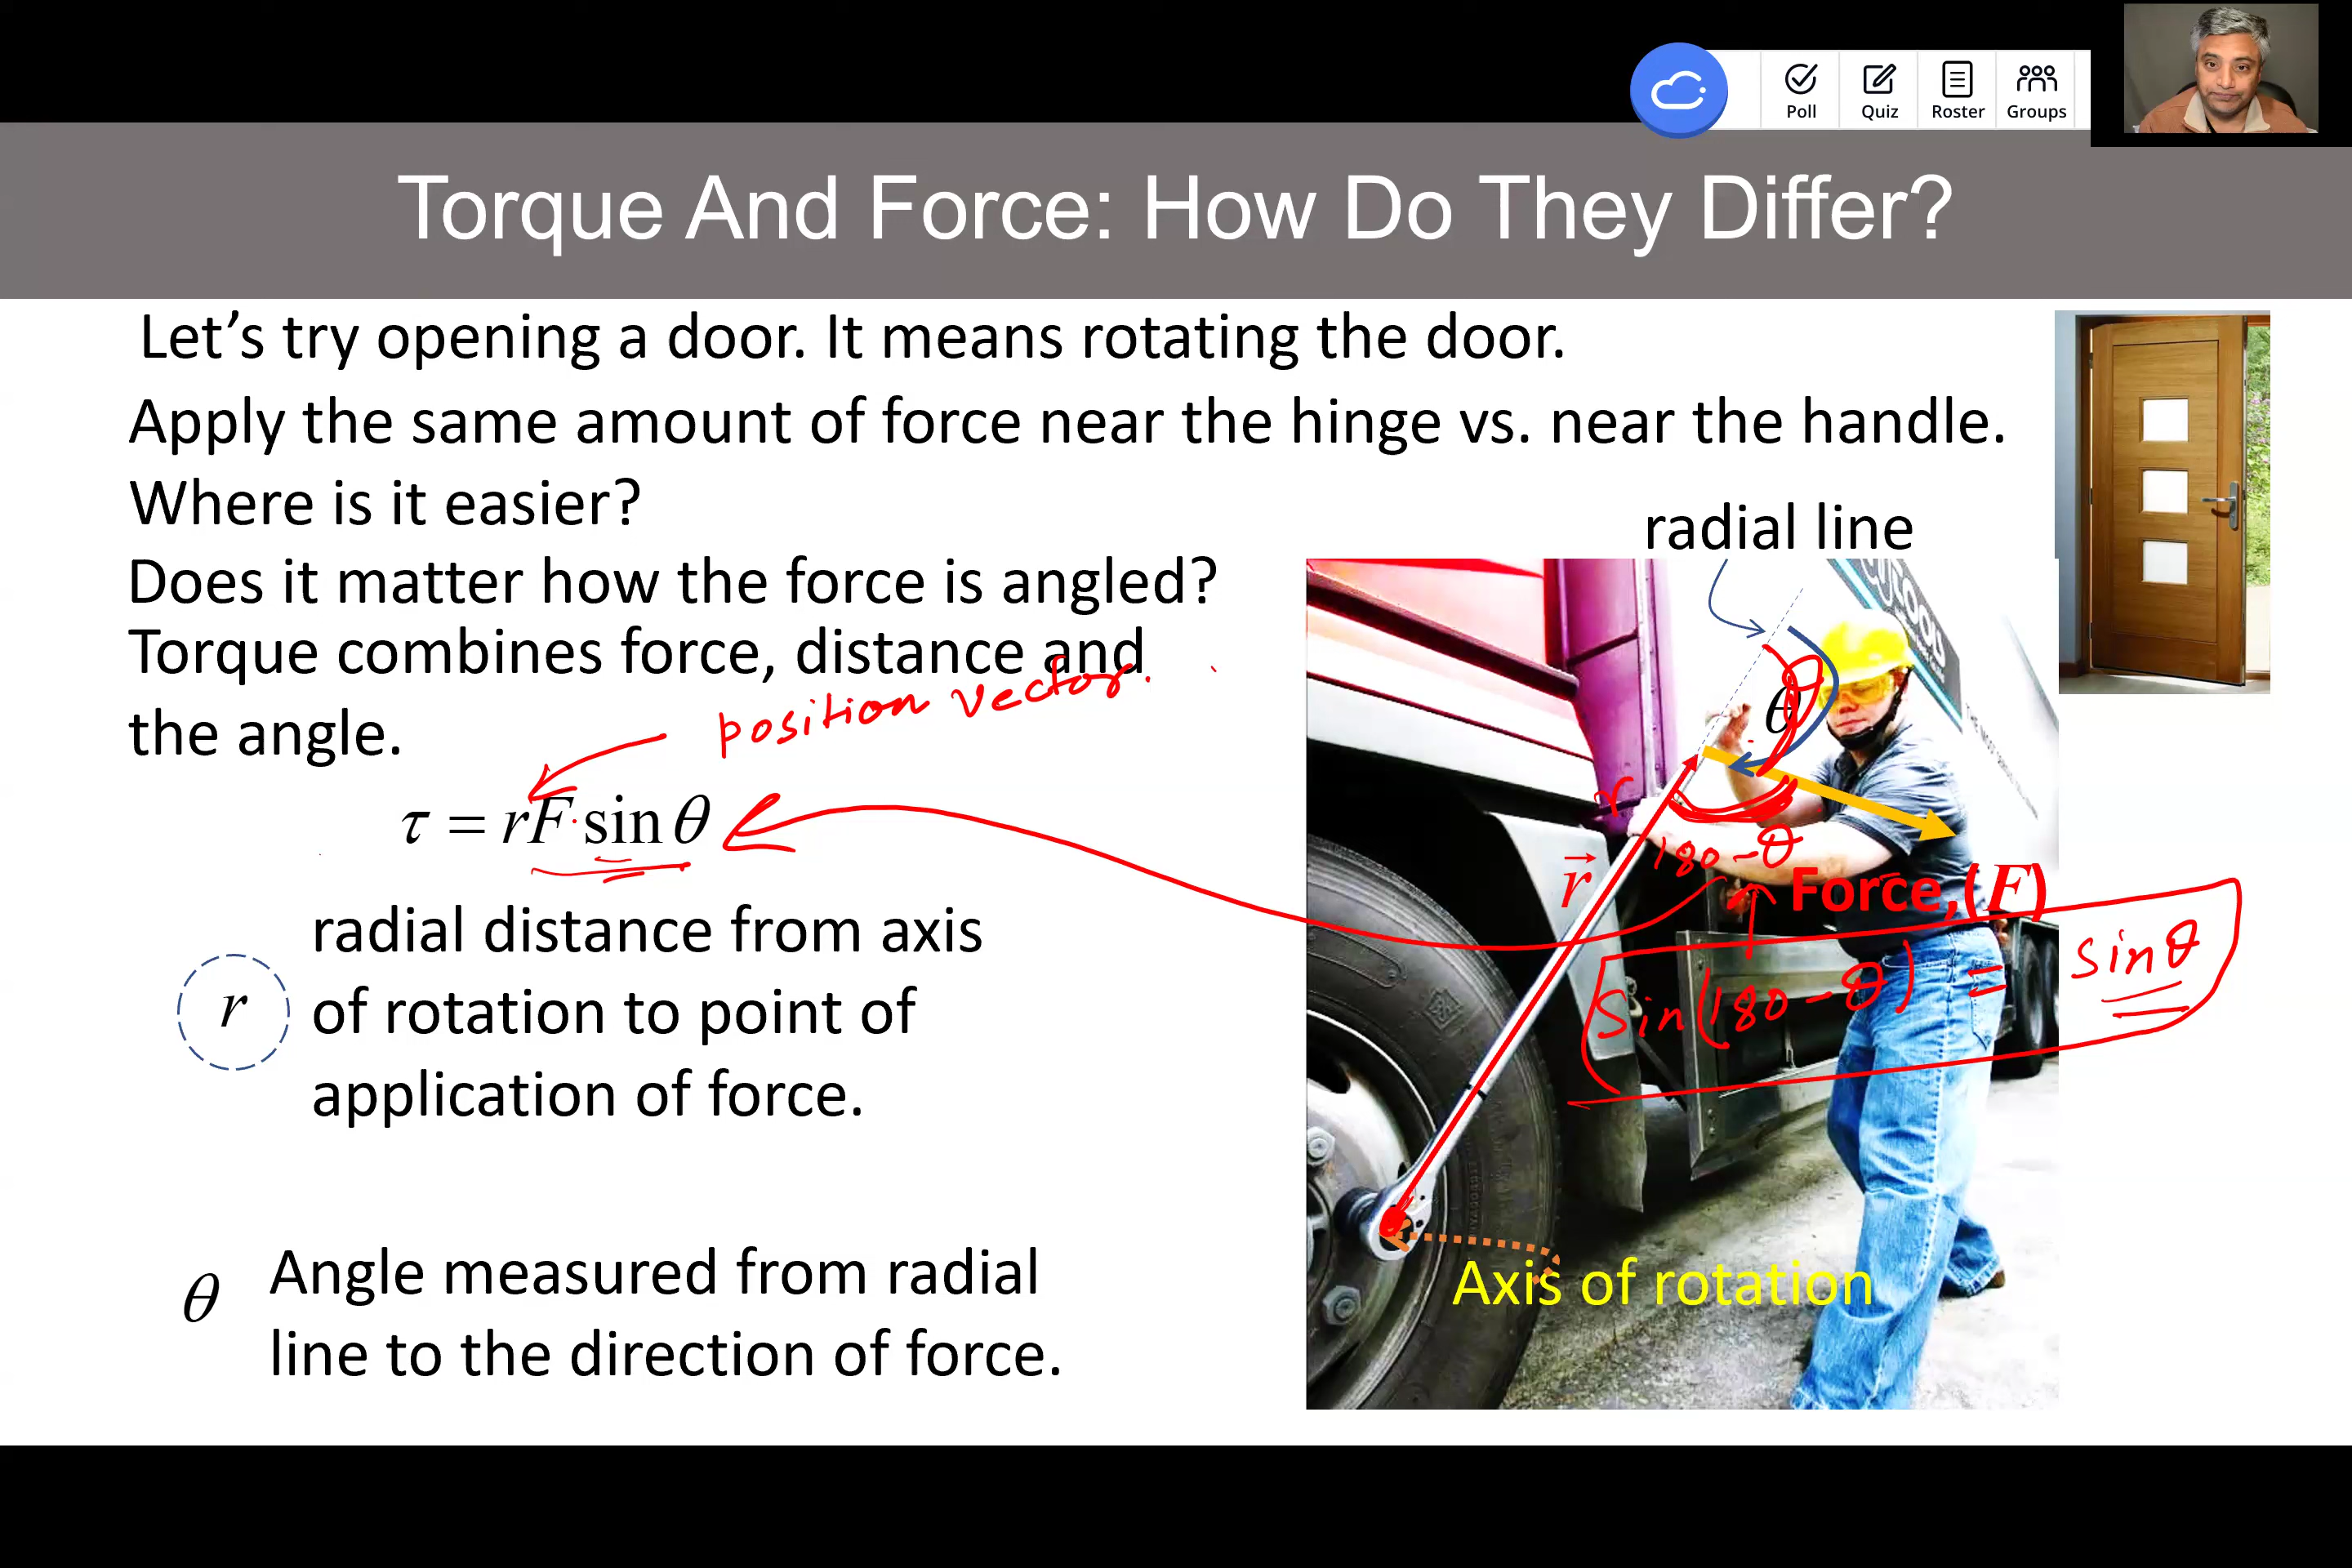 Poll Quiz Roster Groups
Torque And Force: How Do They Differ?
Let’s try opening a door. It means rotating the door.
Apply the same amount of force near the hinge vs. near the handle.
Where is it easier?
radial line
Does it matter how the force is angled?
Torque combines force, distance and
the angle.
position vector.
τ = rF sin θ
θ
r
180 - θ
r⃗
Force,(F)
Sin(180 - θ) = sin θ
r
radial distance from axis
of rotation to point of
application of force.
Axis of rotation
θ
Angle measured from radial
line to the direction of force.